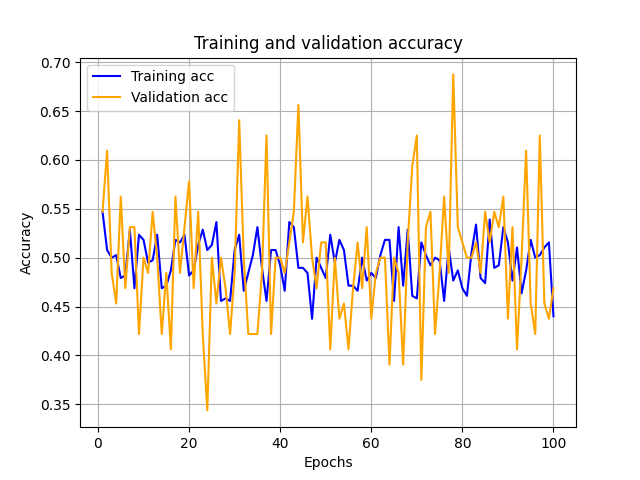 Training and validation accuracy
Training acc
Validation acc
0.70
0.65
0.60
0.55
0.50
0.45
0.40
0.35
Accuracy
0 20 40 60 80 100
Epochs